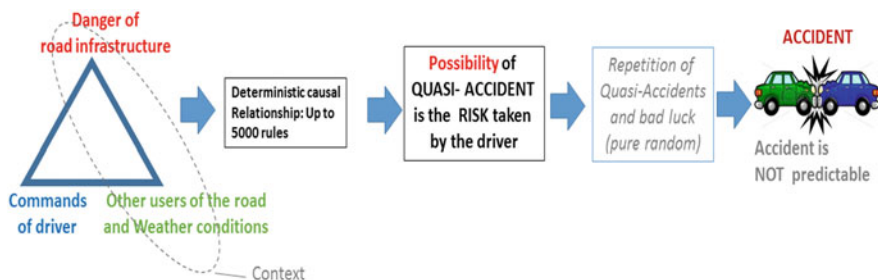 Danger of
road infrastructure
Commands
of driver
Other users of the road
and Weather conditions
Context
Deterministic causal
Relationship: Up to
5000 rules
Possibility of
QUASI- ACCIDENT
is the RISK taken
by the driver
Repetition of
Quasi-Accidents
and bad luck
(pure random)
ACCIDENT
Accident is
NOT predictable